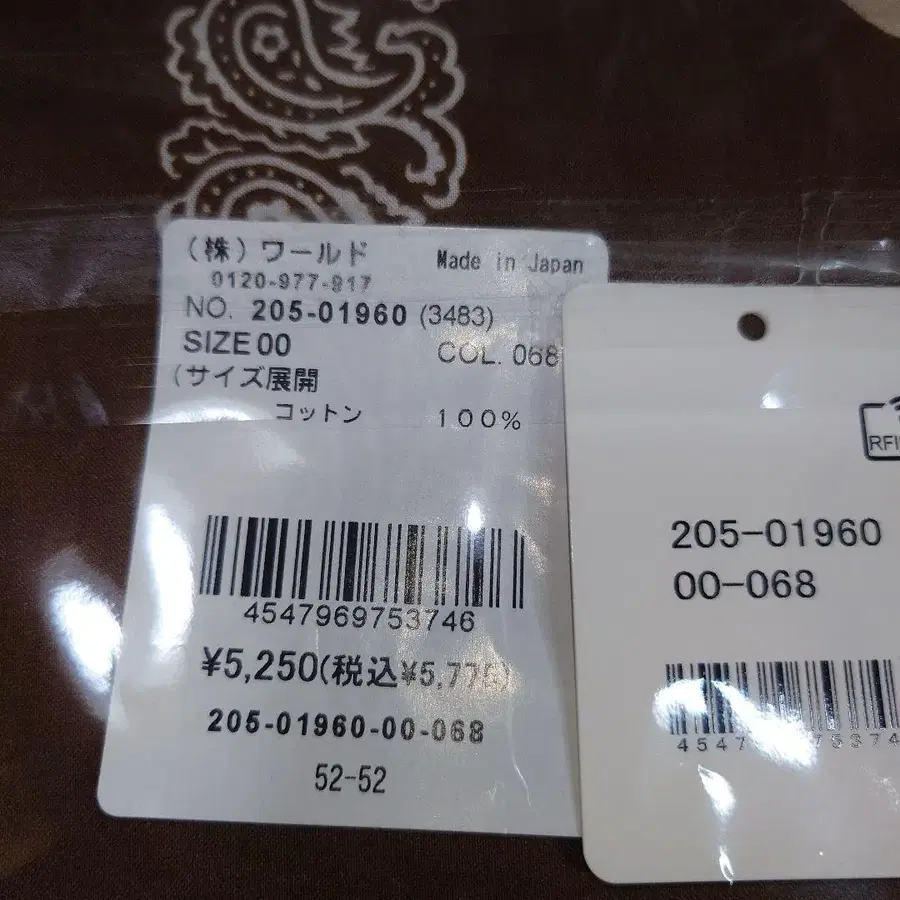 (株)ワールド
Made in Japan
0120-977-917
NO. 205-01960 (3483)
SIZE 00
COL. 068
(サイズ展開
コットン 100%
4547969753746
¥5,250(税込¥5,775)
205-01960-00-068
52-52
205-01960
00-068